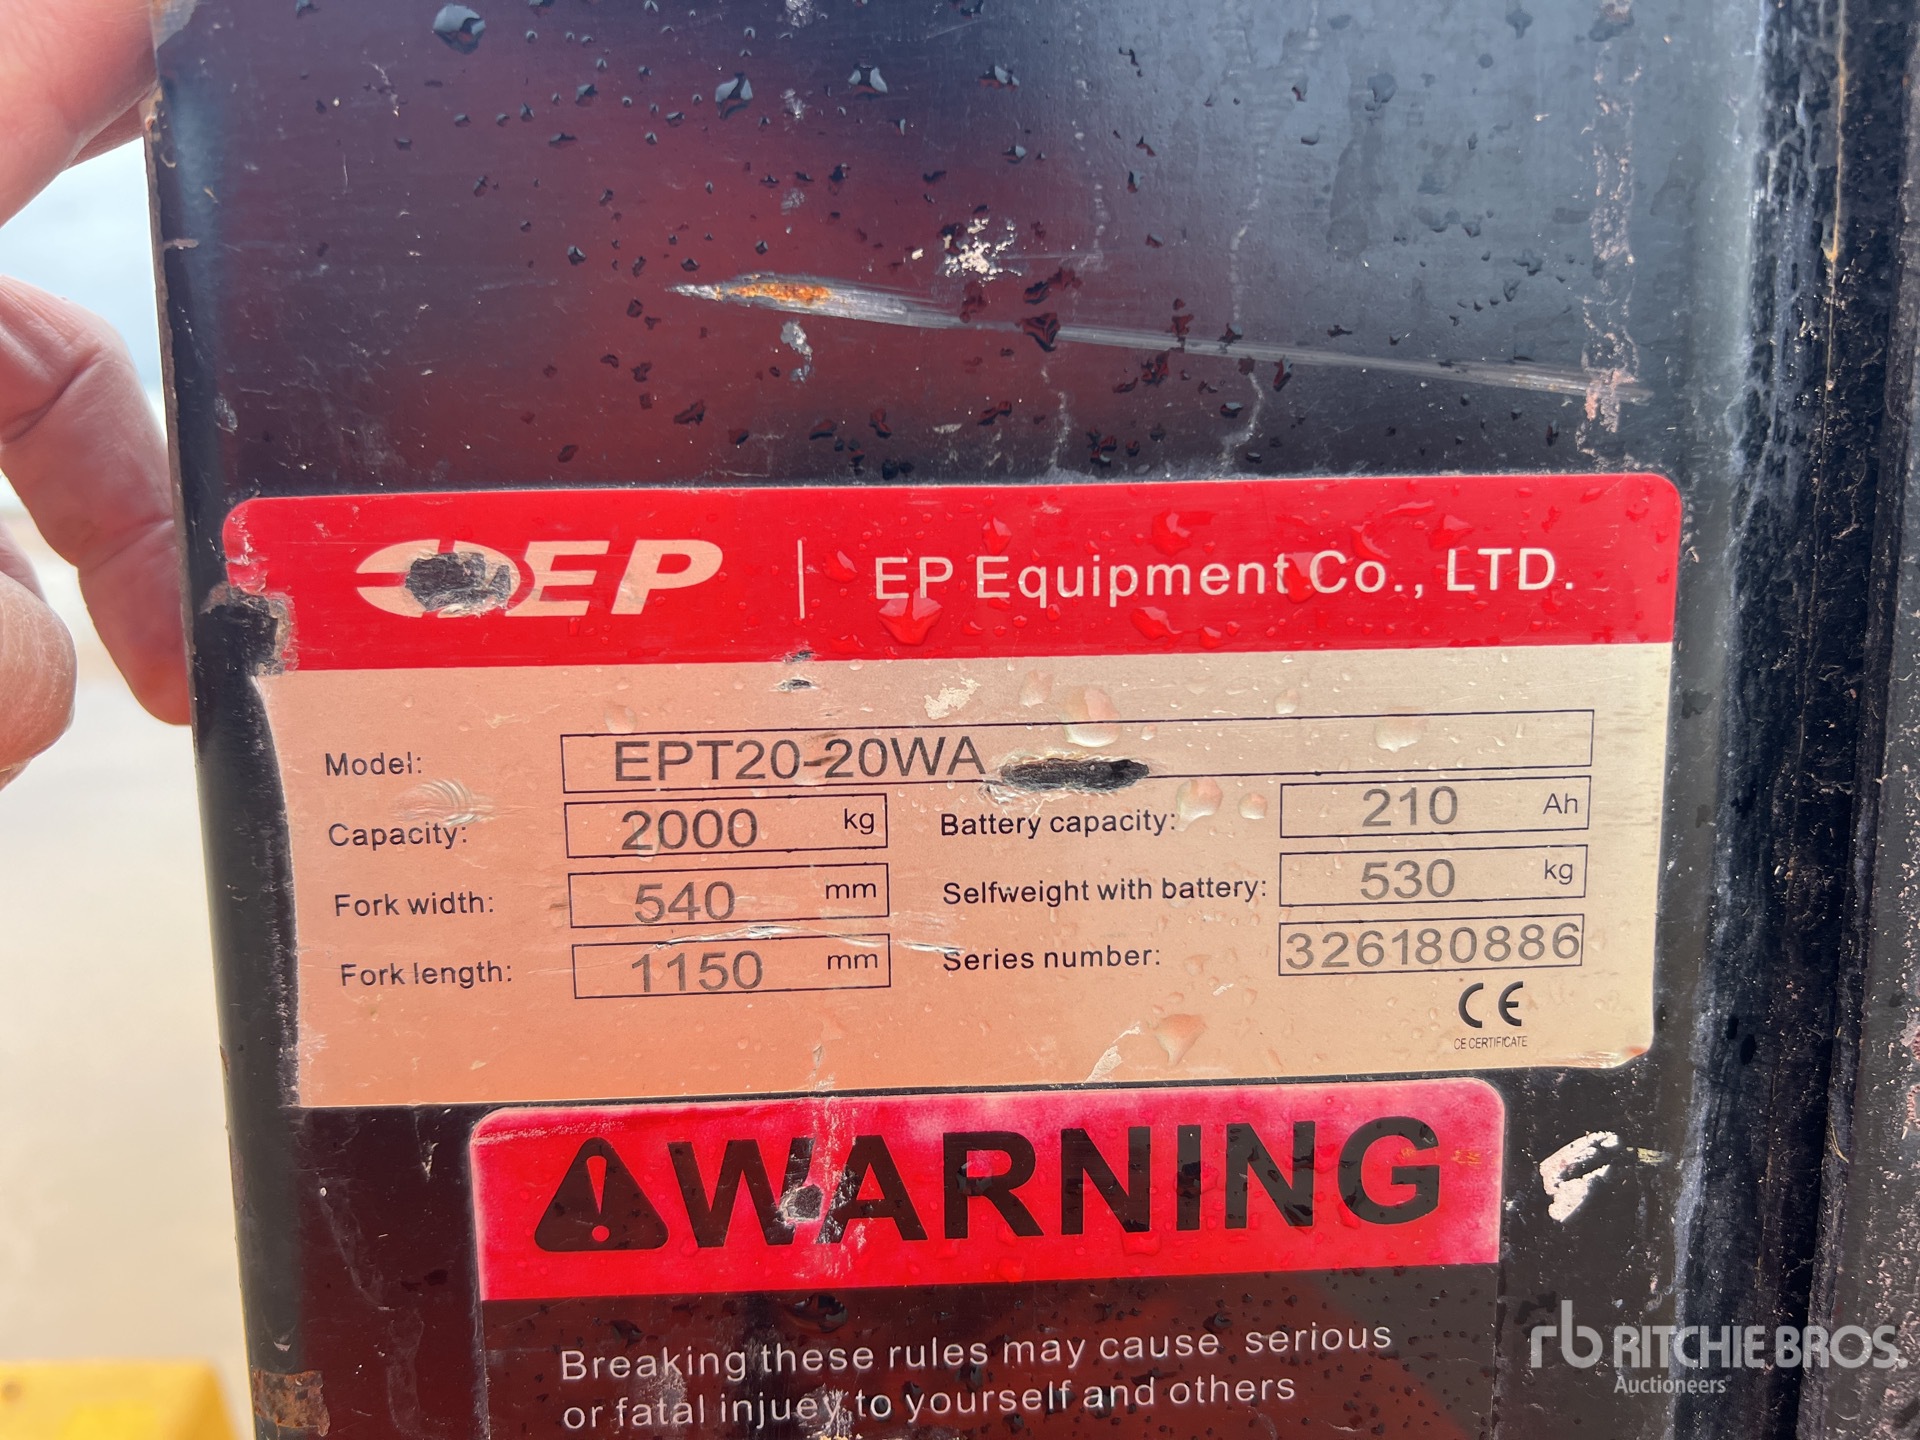 EP | EP Equipment Co., LTD.
Model: EPT20-20WA
Capacity: 2000 kg Battery capacity: 210 Ah
Fork width: 540 mm Selfweight with battery: 530 kg
Fork length: 1150 mm Series number: 326180886
CE
CE CERTIFICATE
WARNING
Breaking these rules may cause serious
or fatal injuey to yourself and others
rb RITCHIE BROS.
Auctioneers